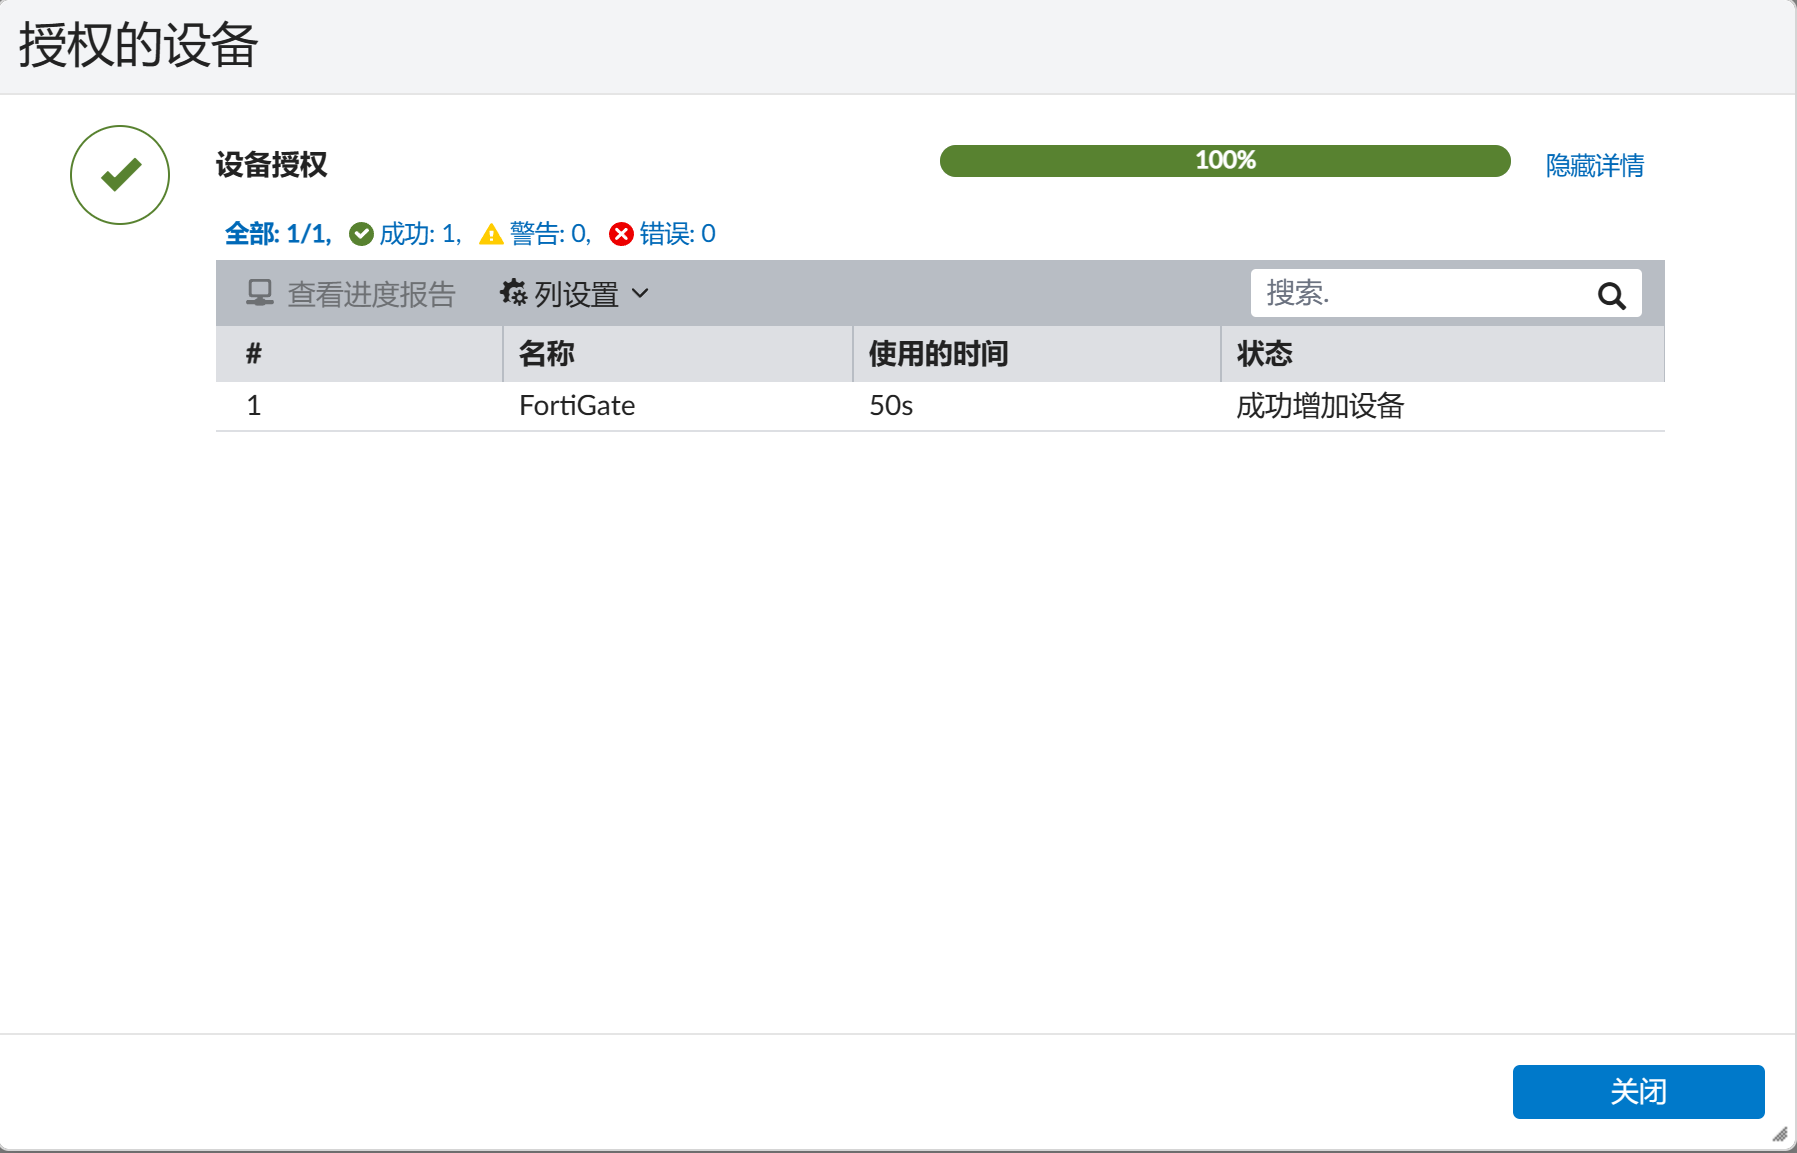 授权的设备
设备授权
100%
隐藏详情
全部: 1/1, 成功: 1, 警告: 0, 错误: 0
查看进度报告 列设置 搜索.
# 名称 使用的时间 状态
1 FortiGate 50s 成功增加设备
关闭